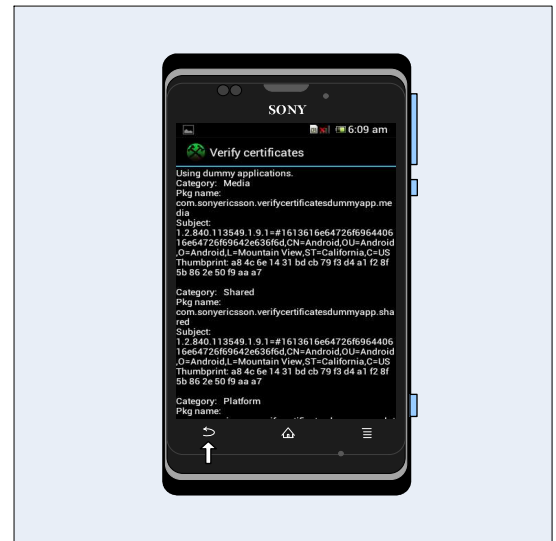 SONY
6:09 am
Verify certificates
Using dummy applications.
Category: Media
Pkg name:
com.sonyericsson.verifycertificatesdummyapp.me
dia
Subject:
1.2.840.113549.1.9.1=#1613616e64726f6964406
16e64726f69642e636f6d,CN=Android,OU=Android
,O=Android,L=Mountain View,ST=California,C=US
Thumbprint: a8 4c 6e 14 31 bd cb 79 f3 d4 a1 f2 8f
5b 86 2e 50 f9 aa a7
Category: Shared
Pkg name:
com.sonyericsson.verifycertificatesdummyapp.sha
red
Subject:
1.2.840.113549.1.9.1=#1613616e64726f6964406
16e64726f69642e636f6d,CN=Android,OU=Android
,O=Android,L=Mountain View,ST=California,C=US
Thumbprint: a8 4c 6e 14 31 bd cb 79 f3 d4 a1 f2 8f
5b 86 2e 50 f9 aa a7
Category: Platform
Pkg name: